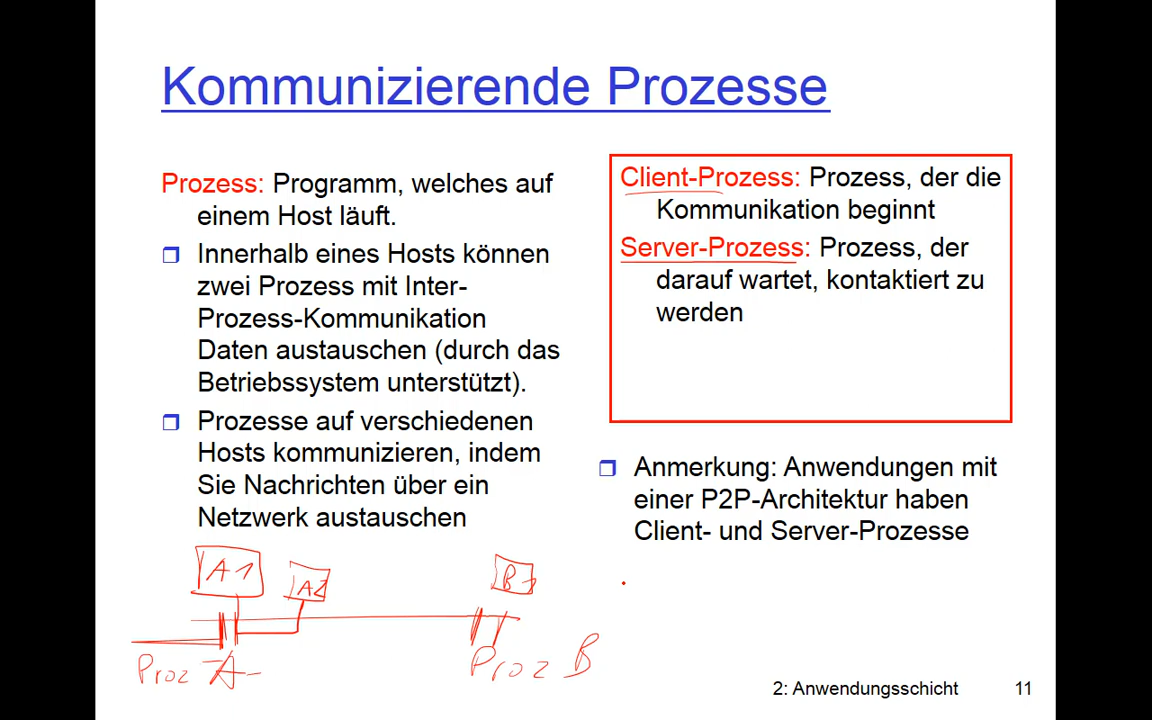 Kommunizierende Prozesse
Prozess: Programm, welches auf
einem Host läuft.
Innerhalb eines Hosts können
zwei Prozess mit Inter-
Prozess-Kommunikation
Daten austauschen (durch das
Betriebssystem unterstützt).
Prozesse auf verschiedenen
Hosts kommunizieren, indem
Sie Nachrichten über ein
Netzwerk austauschen
Client-Prozess: Prozess, der die
Kommunikation beginnt
Server-Prozess: Prozess, der
darauf wartet, kontaktiert zu
werden
Anmerkung: Anwendungen mit
einer P2P-Architektur haben
Client- und Server-Prozesse
A1
A2
B1
Proz A
Proz B
2: Anwendungsschicht 11